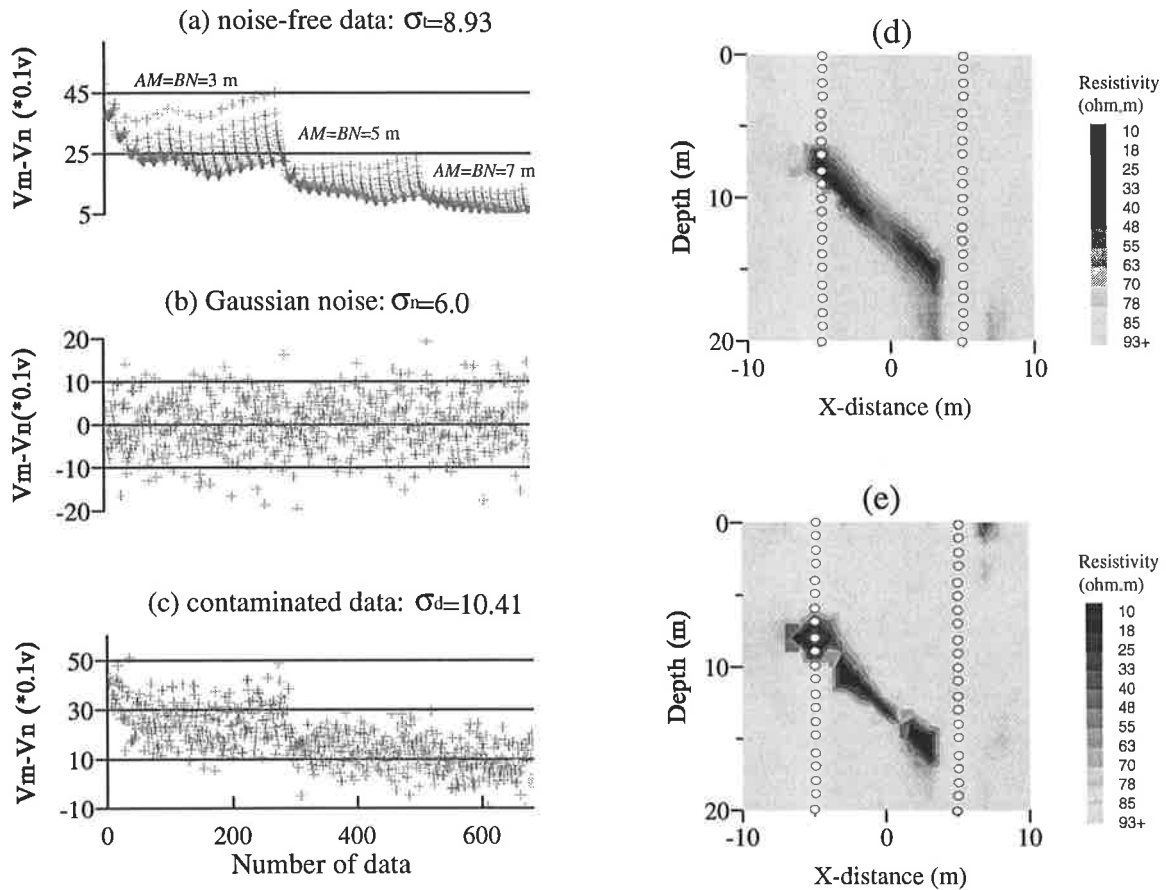 (a) noise-free data: σt=8.93
Vm-Vn (*0.1v)
45
25
5
AM=BN=3 m
AM=BN=5 m
AM=BN=7 m
(b) Gaussian noise: σn=6.0
Vm-Vn(*0.1v)
20
10
0
-10
-20
(c) contaminated data: σd=10.41
Vm-Vn (*0.1v)
50
30
10
-10
0 200 400 600
Number of data
(d)
Depth (m)
0
10
20
-10 0 10
X-distance (m)
Resistivity
(ohm.m)
10
18
25
33
40
48
55
63
70
78
85
93+
(e)
Depth (m)
0
10
20
-10 0 10
X-distance (m)
Resistivity
(ohm.m)
10
18
25
33
40
48
55
63
70
78
85
93+